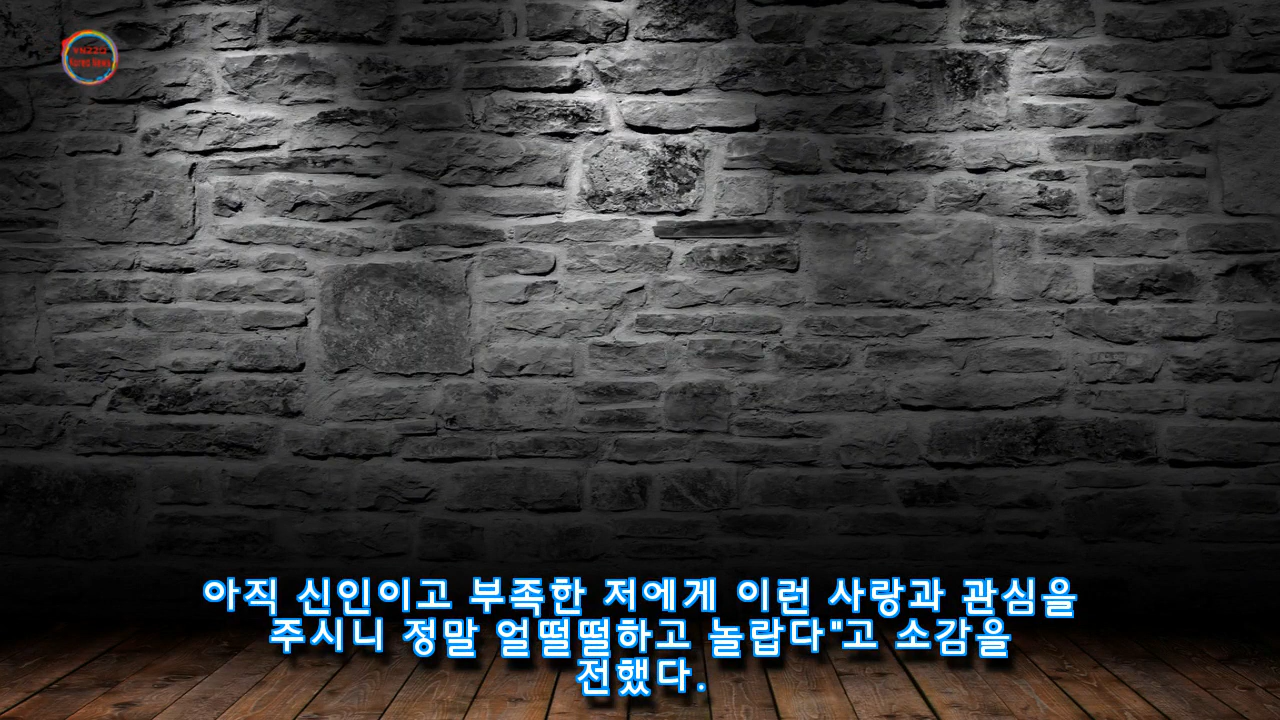 아직 신인이고 부족한 저에게 이런 사랑과 관심을
주시니 정말 얼떨떨하고 놀랍다"고 소감을
전했다.